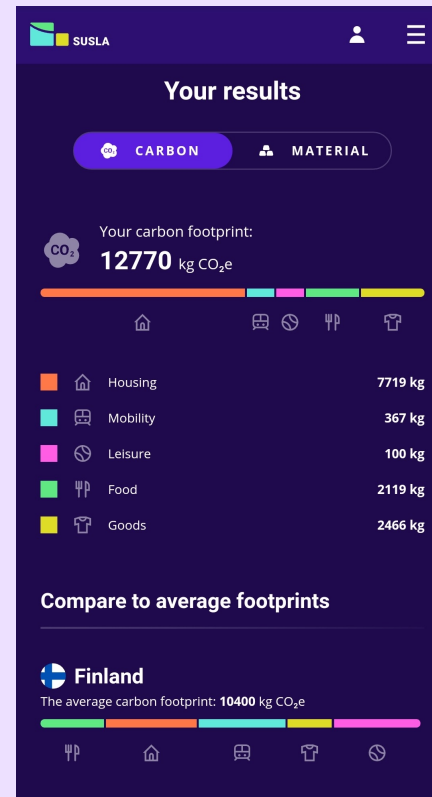 SUSLA
Your results
CO₂ CARBON
MATERIAL
CO₂
Your carbon footprint:
12770 kg CO₂e
Housing 7719 kg
Mobility 367 kg
Leisure 100 kg
Food 2119 kg
Goods 2466 kg
Compare to average footprints
Finland
The average carbon footprint: 10400 kg CO₂e